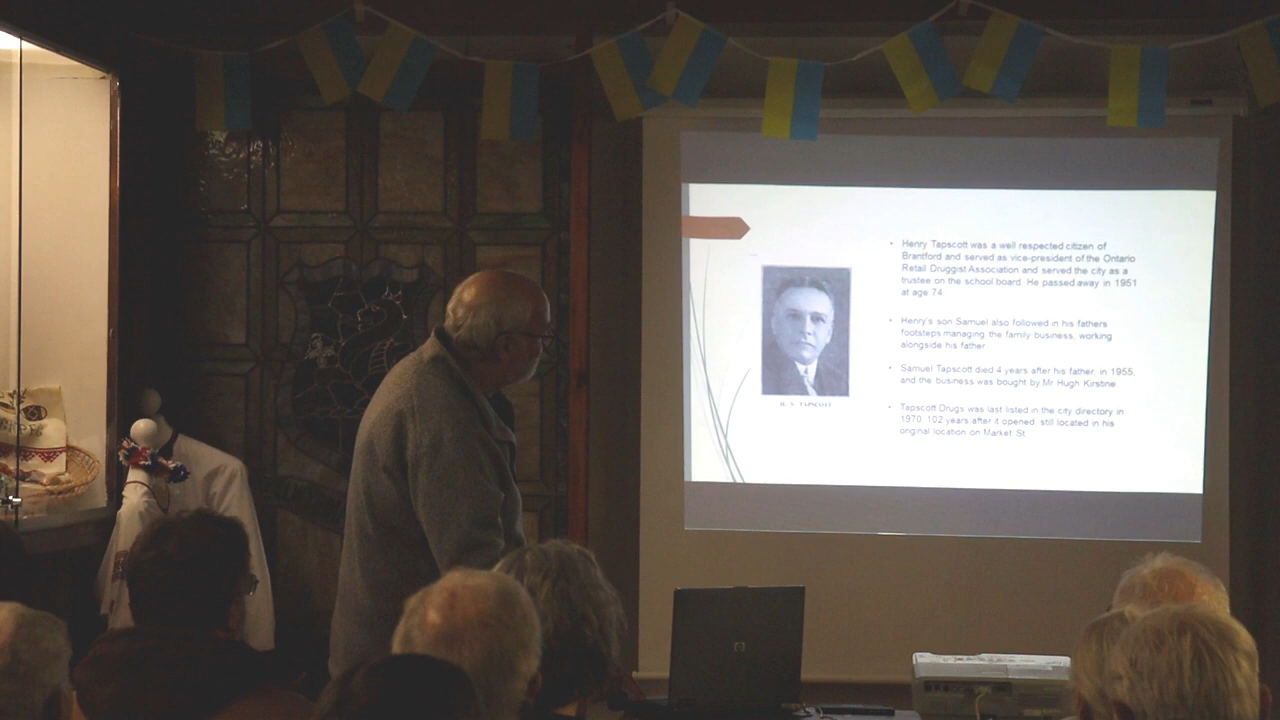 • Henry Tapscott was a well respected citizen of
Brantford and served as vice-president of the Ontario
Retail Druggist Association and served the city as a
trustee on the school board. He passed away in 1951
at age 74
• Henry's son Samuel also followed in his fathers
footsteps managing the family business, working
alongside his father
• Samuel Tapscott died 4 years after his father, in 1955,
and the business was bought by Mr Hugh Kirstine
• Tapscott Drugs was last listed in the city directory in
1970, 102 years after it opened, still located in his
original location on Market St
TAPSCOTT
hp